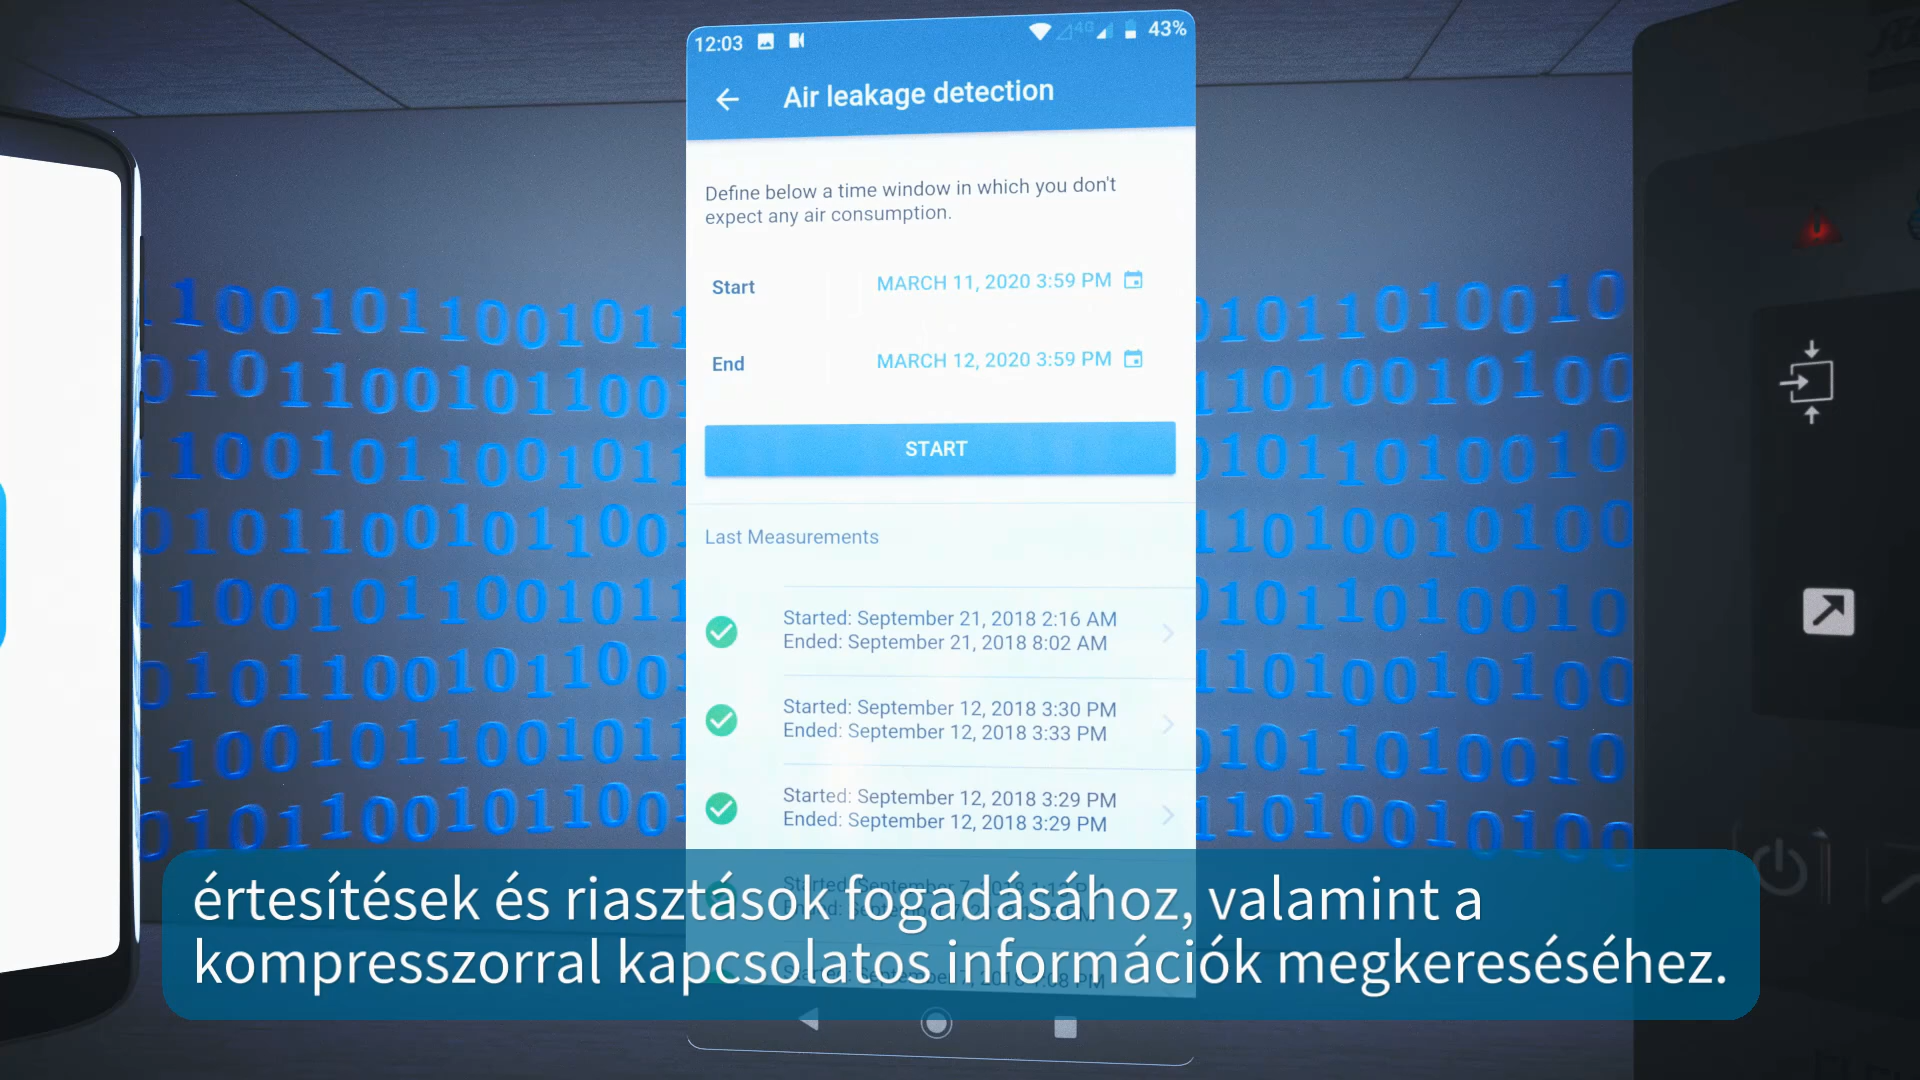 12:03
4G
43%
Air leakage detection
Define below a time window in which you don't
expect any air consumption.
Start
MARCH 11, 2020 3:59 PM
End
MARCH 12, 2020 3:59 PM
START
Last Measurements
Started: September 21, 2018 2:16 AM
Ended: September 21, 2018 8:02 AM
Started: September 12, 2018 3:30 PM
Ended: September 12, 2018 3:33 PM
Started: September 12, 2018 3:29 PM
Ended: September 12, 2018 3:29 PM
értesítések és riasztások fogadásához, valamint a
kompresszorral kapcsolatos információk megkereséséhez.